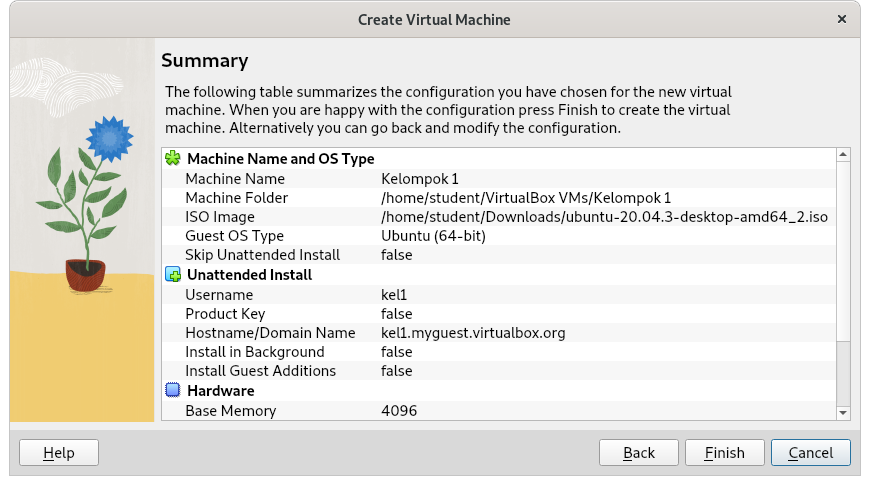 Create Virtual Machine
Summary
The following table summarizes the configuration you have chosen for the new virtual
machine. When you are happy with the configuration press Finish to create the virtual
machine. Alternatively you can go back and modify the configuration.
Machine Name and OS Type
Machine Name Kelompok 1
Machine Folder /home/student/VirtualBox VMs/Kelompok 1
ISO Image /home/student/Downloads/ubuntu-20.04.3-desktop-amd64_2.iso
Guest OS Type Ubuntu (64-bit)
Skip Unattended Install false
Unattended Install
Username kel1
Product Key false
Hostname/Domain Name kel1.myguest.virtualbox.org
Install in Background false
Install Guest Additions false
Hardware
Base Memory 4096
Help Back Finish Cancel